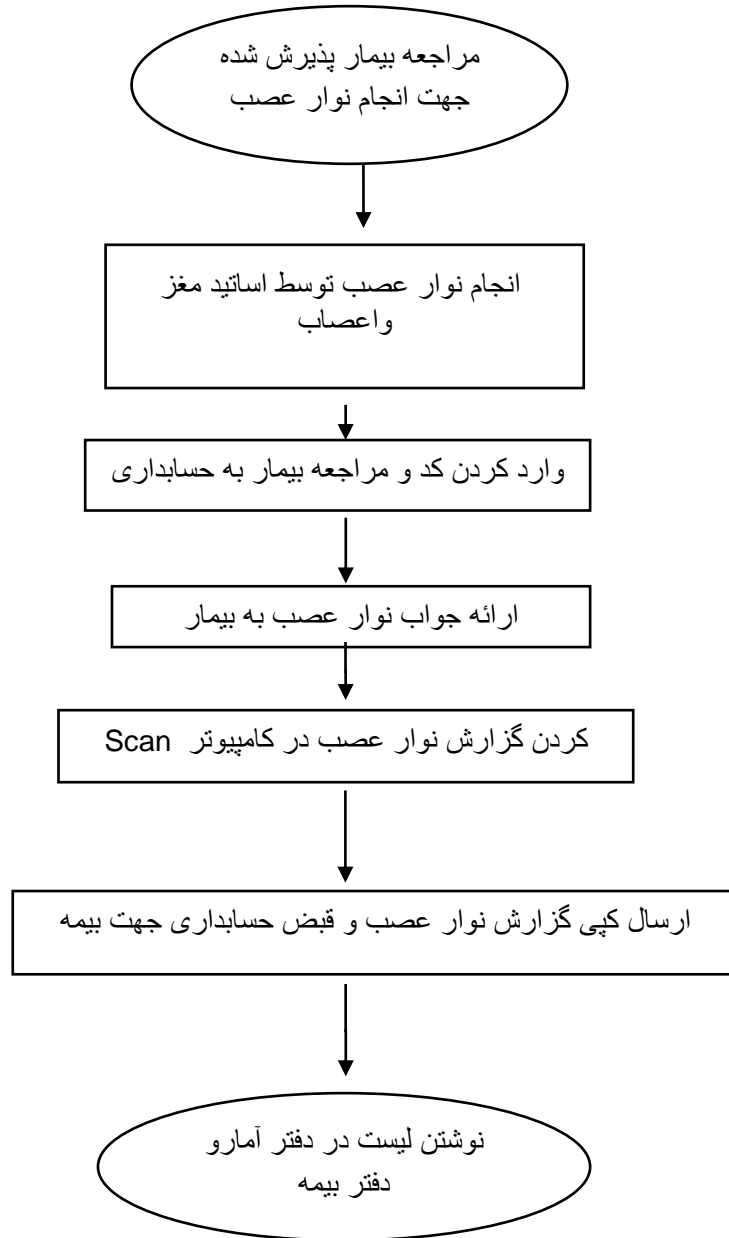 مراجعه بیمار پذیرش شده
جهت انجام نوار عصب
انجام نوار عصب توسط اساتید مغز
واعصاب
وارد کردن کد و مراجعه بیمار به حسابداری
ارائه جواب نوار عصب به بیمار
Scan کردن گزارش نوار عصب در کامپیوتر
ارسال کپی گزارش نوار عصب و قبض حسابداری جهت بیمه
نوشتن لیست در دفتر آمارو
دفتر بیمه